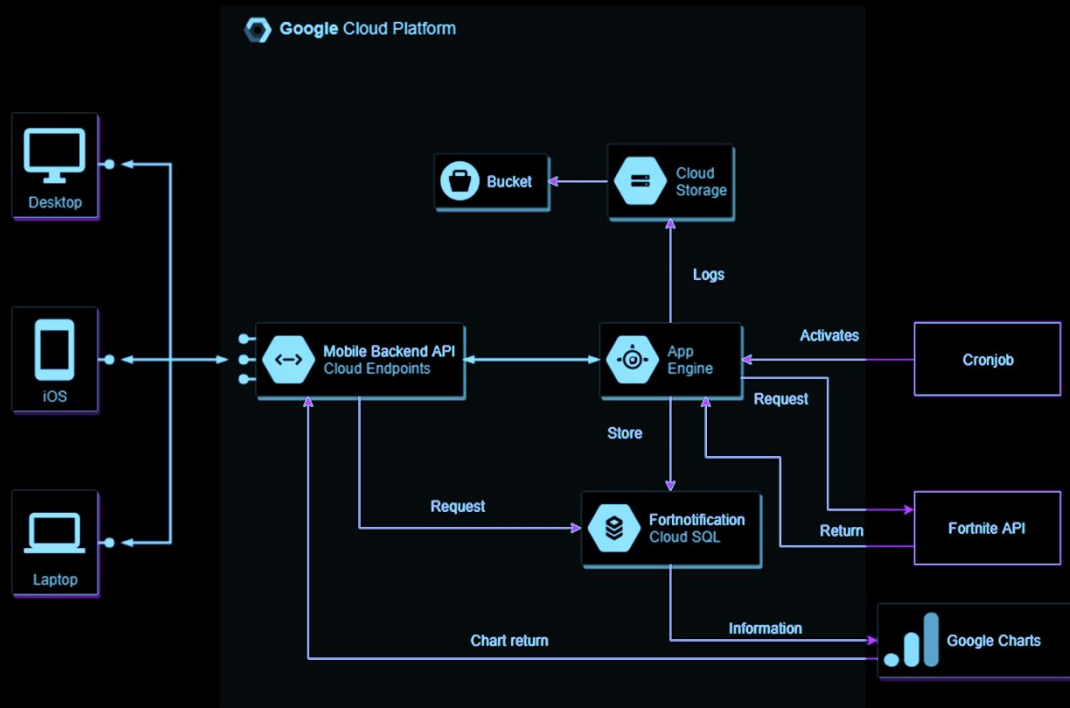 Google Cloud Platform
Desktop
Bucket
Cloud
Storage
Logs
iOS
Mobile Backend API
Cloud Endpoints
App
Engine
Activates
Cronjob
Request
Store
Request
Fortnotification
Cloud SQL
Return
Fortnite API
Laptop
Information
Chart return
Google Charts